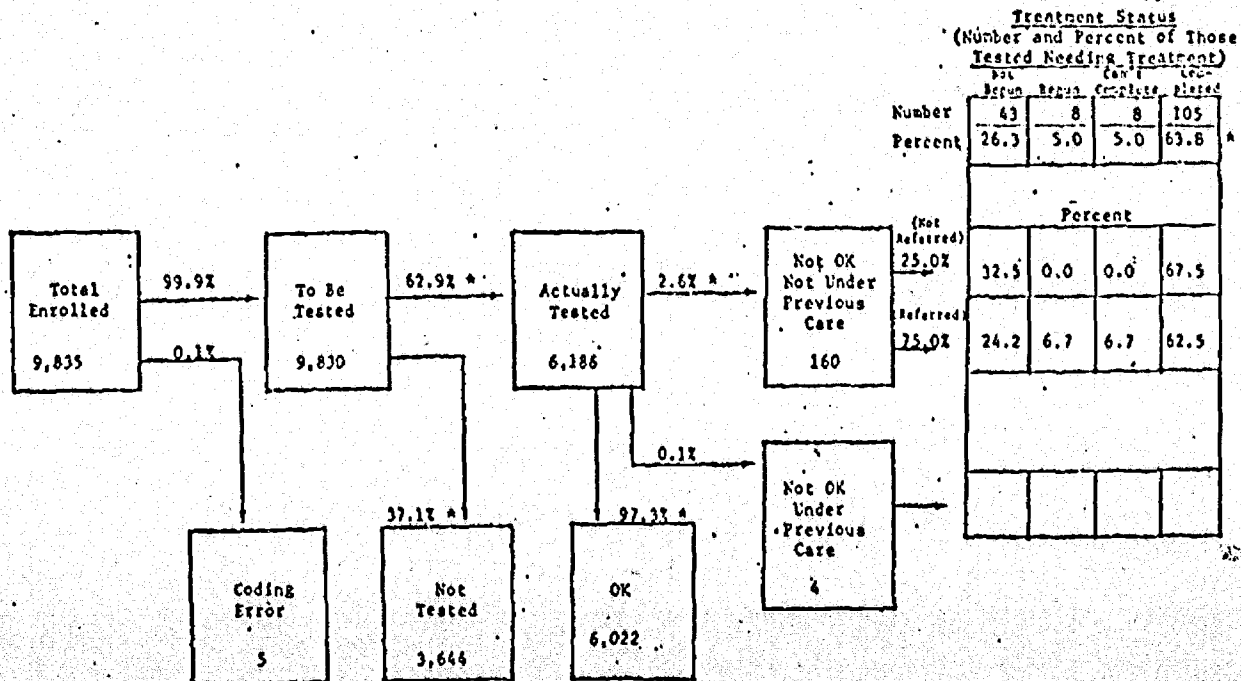 Treatment Status
(Number and Percent of Those
Tested Needing Treatment)
Not Begun Begun Can't Complete Completed
Number 43 8 8 105
Percent 26.3 5.0 5.0 63.8 *
Percent
(Not Referred)
25.0%
32.5 0.0 0.0 67.5
(Referred)
75.0%
24.2 6.7 6.7 62.5
Total
Enrolled
9,835
99.9%
0.1%
To Be
Tested
9,830
62.9% *
Actually
Tested
6,186
2.6% *
Not OK
Not Under
Previous
Care
160
0.1%
Not OK
Under
Previous
Care
4
37.1% *
97.3% *
Coding
Error
5
Not
Tested
3,644
OK
6,022